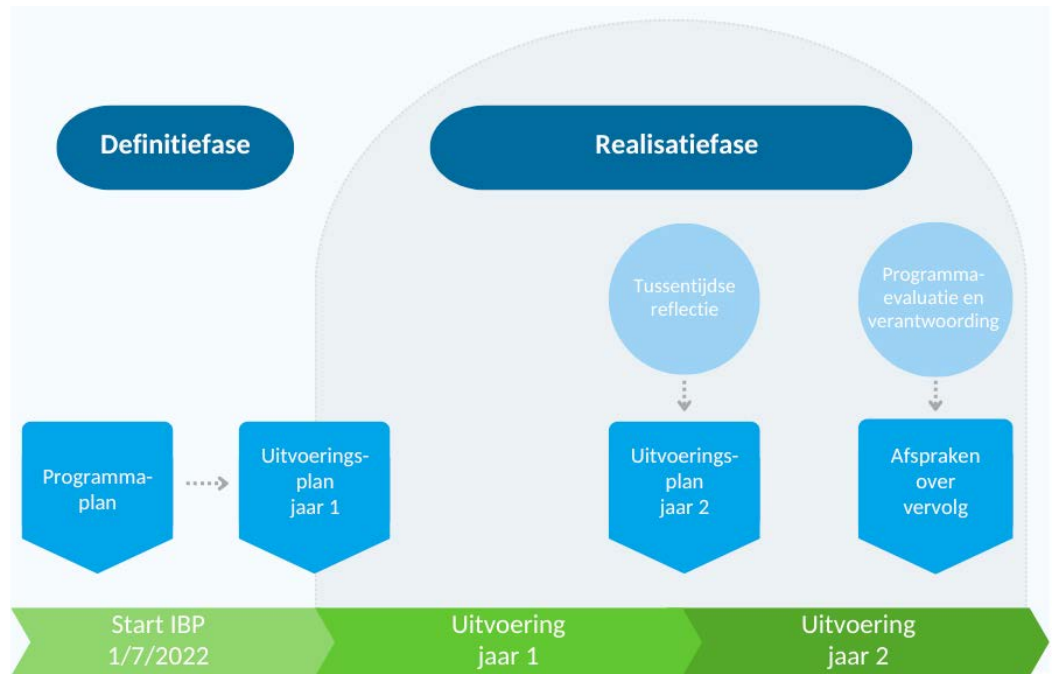 Definitiefase
Realisatiefase
Tussentijdse
reflectie
Programma-
evaluatie en
verantwoording
Programma-
plan
Uitvoerings-
plan
jaar 1
Uitvoerings-
plan
jaar 2
Afspraken
over
vervolg
Start IBP
1/7/2022
Uitvoering
jaar 1
Uitvoering
jaar 2